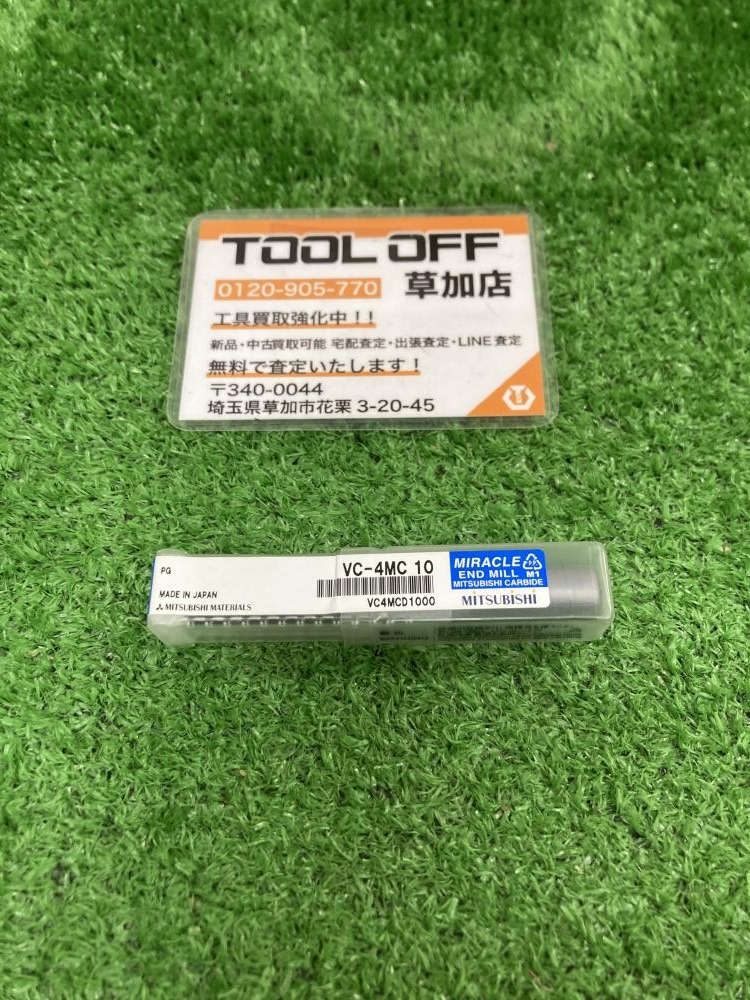 TOOL OFF
0120-905-770 草加店
工具買取強化中!!
新品・中古買取可能 宅配査定・出張査定・LINE査定
無料で査定いたします!
〒340-0044
埼玉県草加市花栗3-20-45
PG
VC-4MC 10
MADE IN JAPAN
MITSUBISHI MATERIALS
VC4MCD1000
MIRACLE
END MILL M1
MITSUBISHI CARBIDE
MITSUBISHI